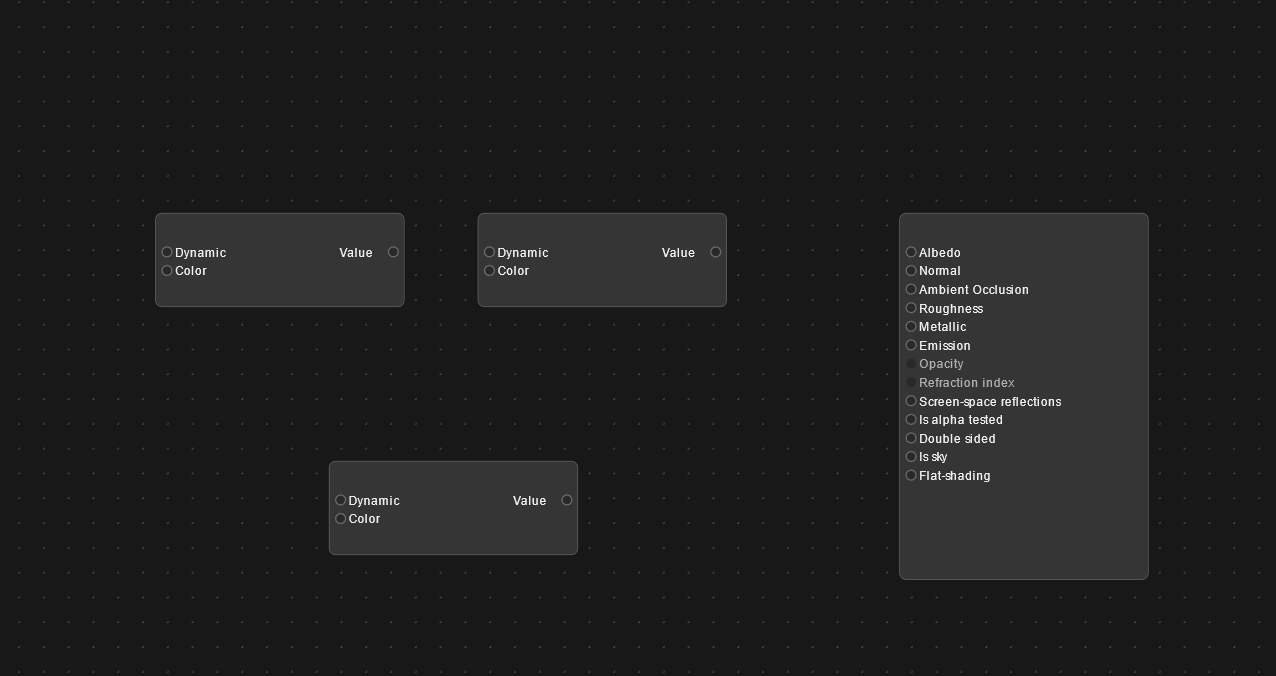 Dynamic Value
Color
Dynamic Value
Color
Albedo
Normal
Ambient Occlusion
Roughness
Metallic
Emission
Opacity
Refraction index
Screen-space reflections
Is alpha tested
Double sided
Is sky
Flat-shading
Dynamic Value
Color